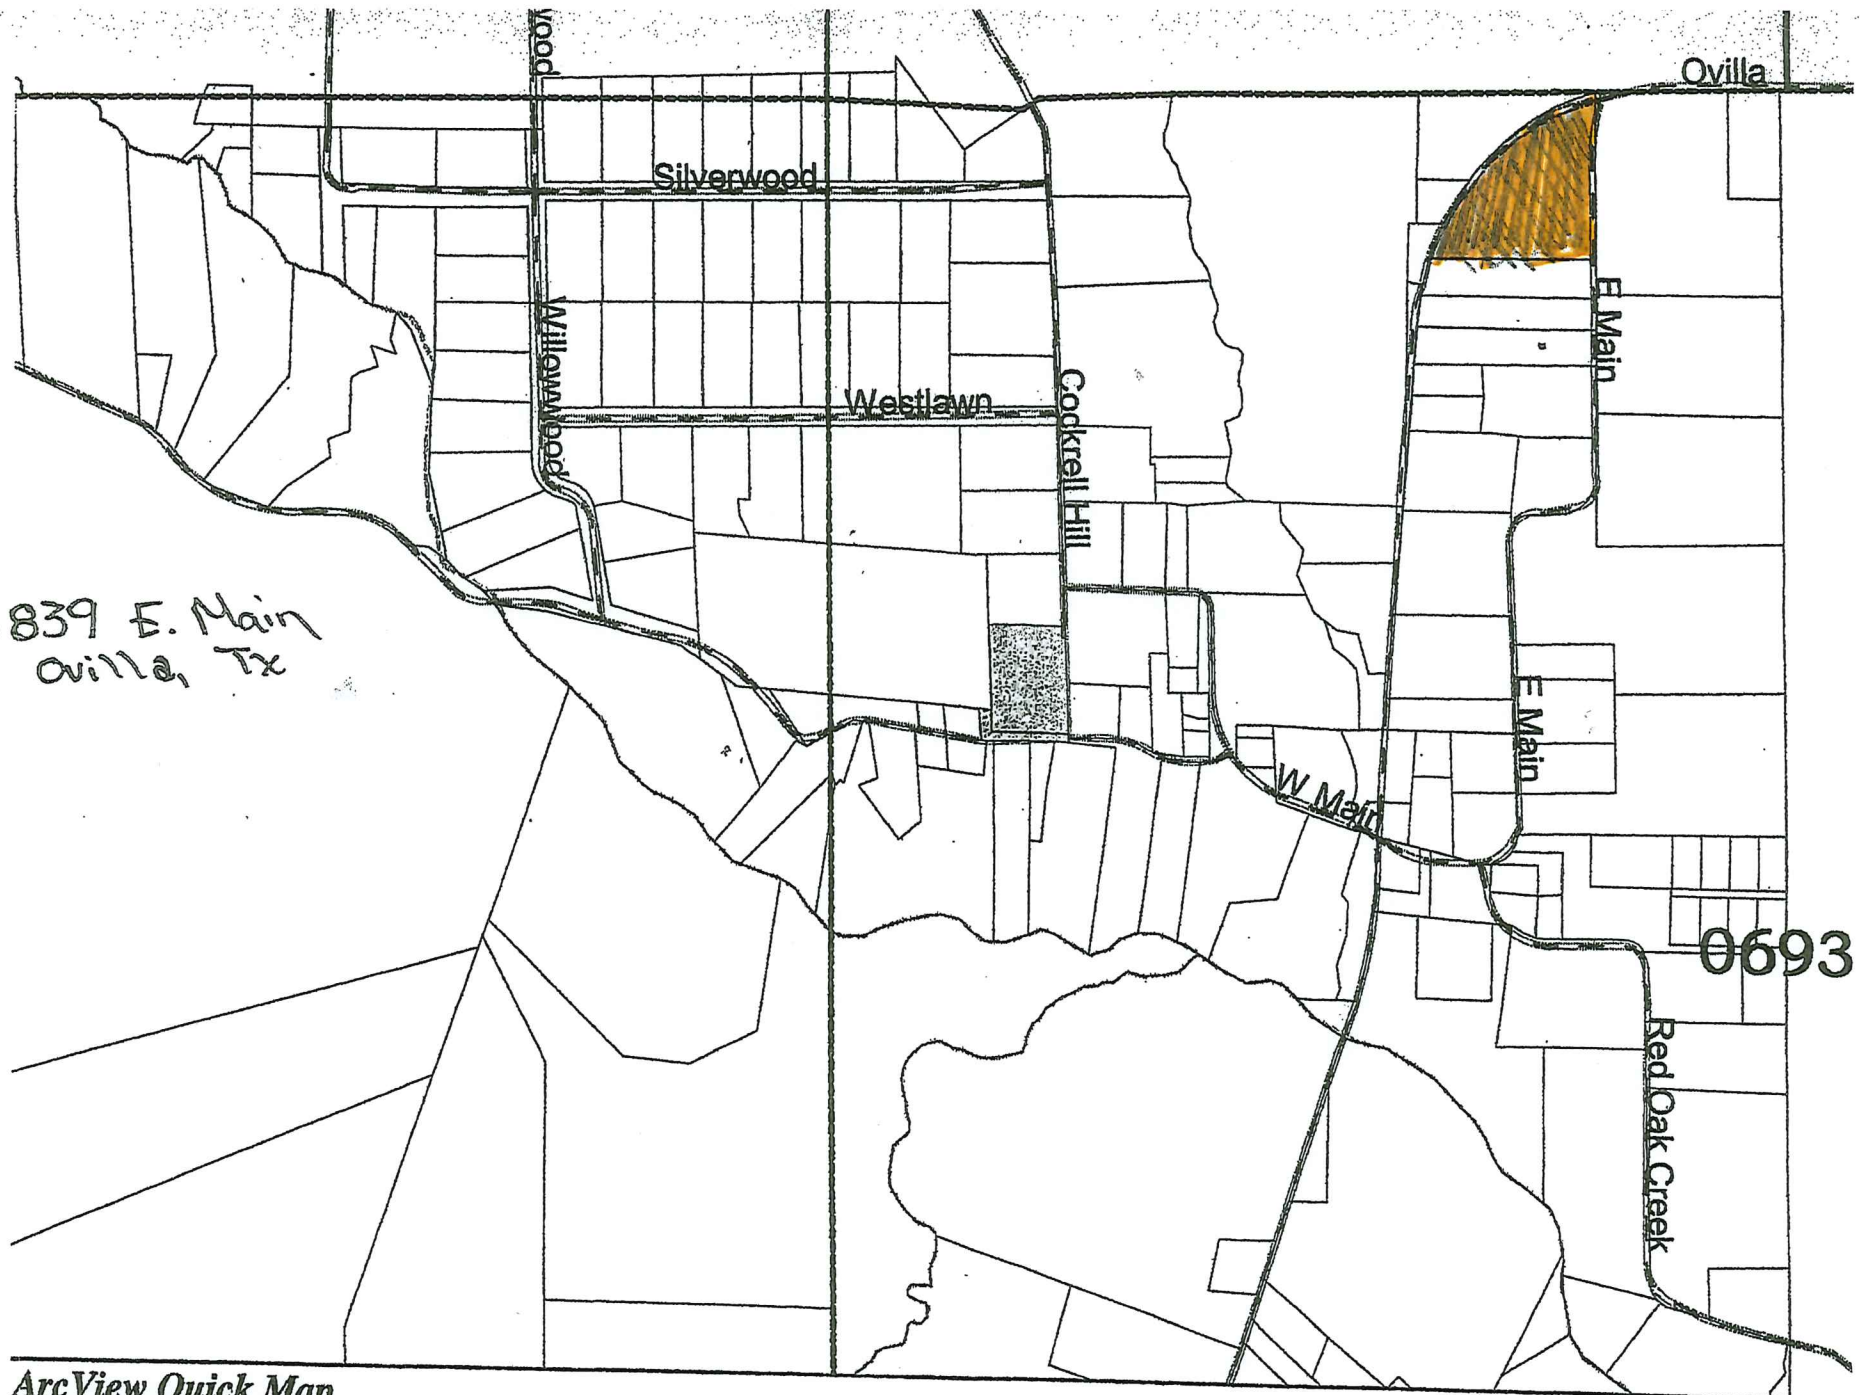 wood
Ovilla
Silverwood
E Main
Willowwood
Westlawn
Cockrell Hill
839 E. Main
Ovilla, Tx
E Main
W Main
0693
Red Oak Creek
ArcView Quick Map